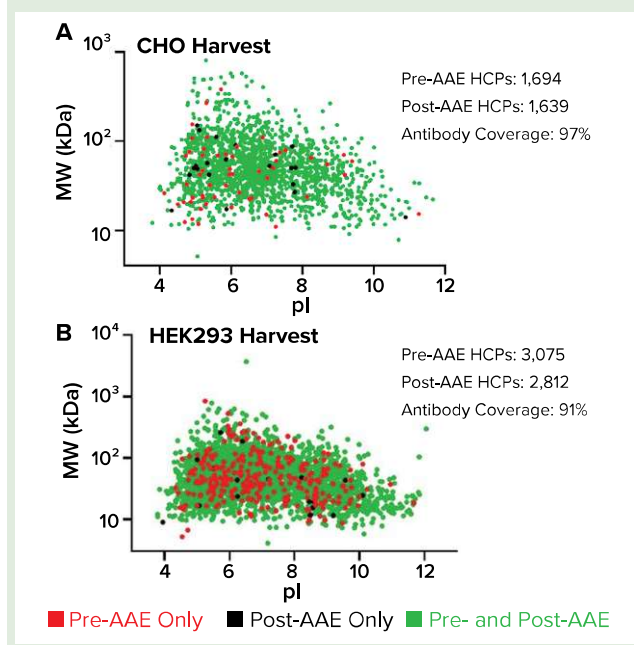 A CHO Harvest
Pre-AAE HCPs: 1,694
Post-AAE HCPs: 1,639
Antibody Coverage: 97%
MW (kDa)
10³
10²
10
4 6 8 10 12
pI
B HEK293 Harvest
Pre-AAE HCPs: 3,075
Post-AAE HCPs: 2,812
Antibody Coverage: 91%
MW (kDa)
10⁴
10³
10²
10
4 6 8 10 12
pI
Pre-AAE Only Post-AAE Only Pre- and Post-AAE